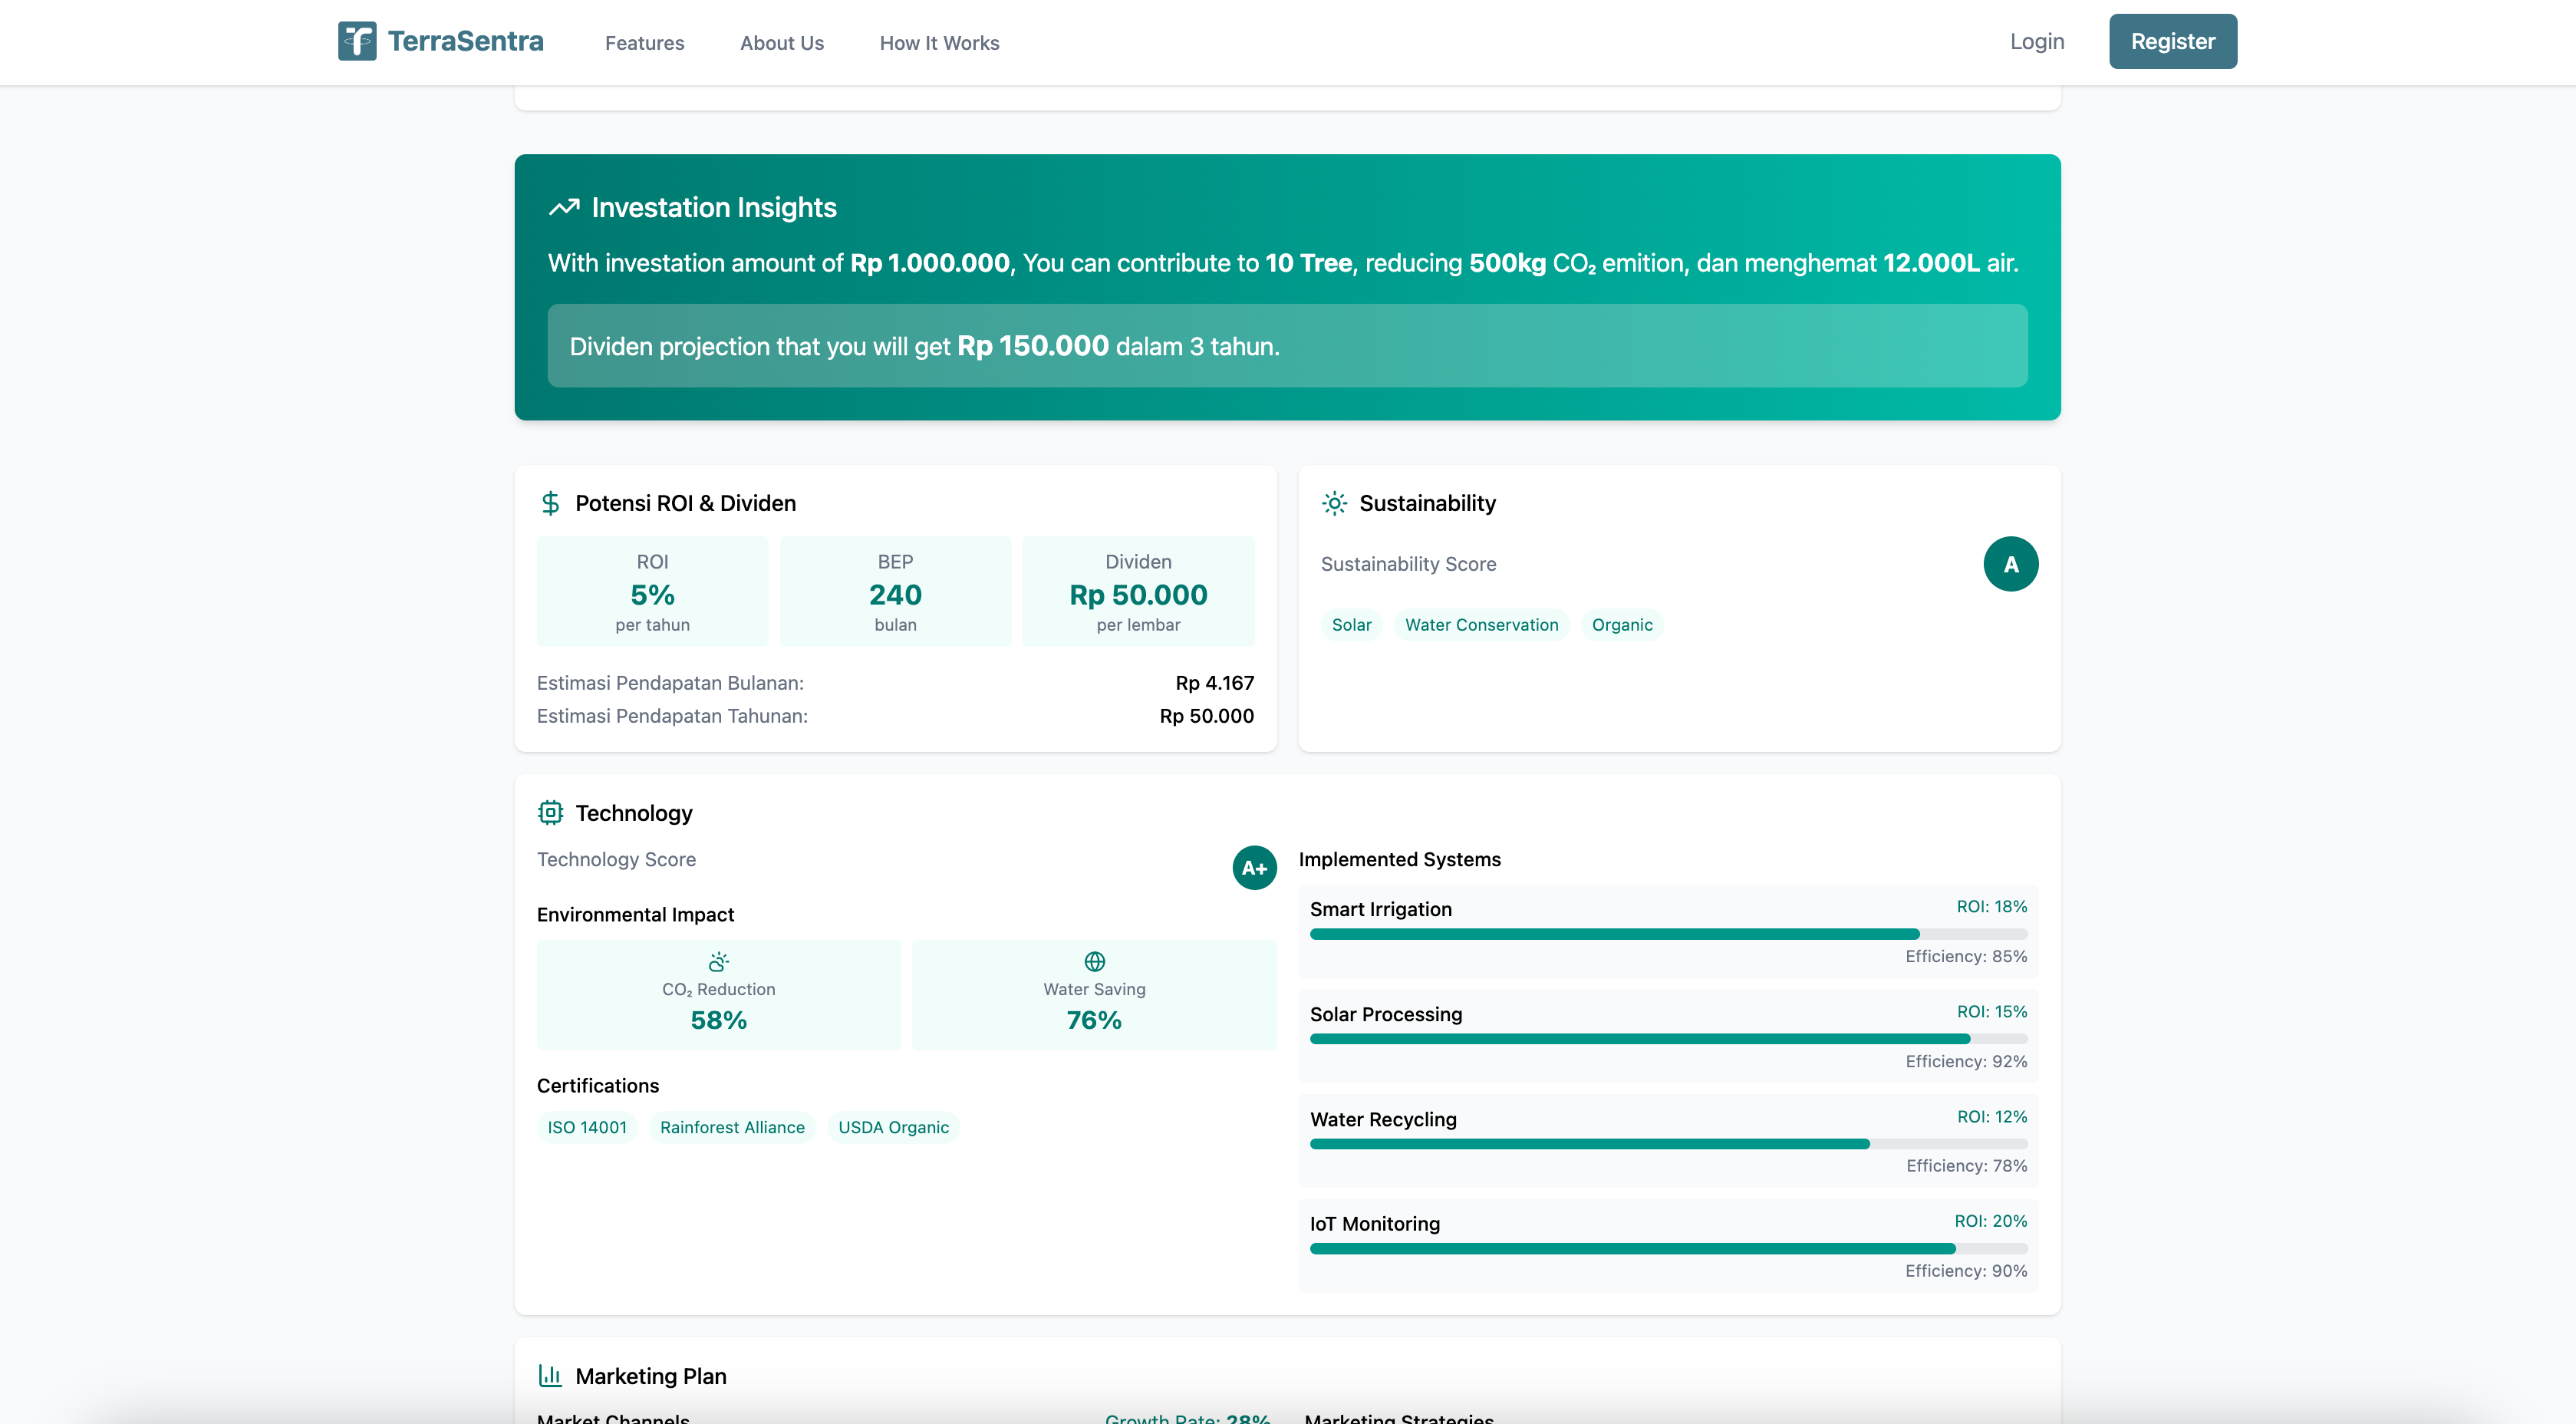 TerraSentra
Features
About Us
How It Works
Login
Register
Investation Insights
With investation amount of Rp 1.000.000, You can contribute to 10 Tree, reducing 500kg CO₂ emition, dan menghemat 12.000L air.
Dividen projection that you will get Rp 150.000 dalam 3 tahun.
Potensi ROI & Dividen
ROI
5%
per tahun
BEP
240
bulan
Dividen
Rp 50.000
per lembar
Estimasi Pendapatan Bulanan: Rp 4.167
Estimasi Pendapatan Tahunan: Rp 50.000
Sustainability
Sustainability Score
A
Solar
Water Conservation
Organic
Technology
Technology Score
A+
Environmental Impact
CO₂ Reduction
58%
Water Saving
76%
Certifications
ISO 14001
Rainforest Alliance
USDA Organic
Implemented Systems
Smart Irrigation
ROI: 18%
Efficiency: 85%
Solar Processing
ROI: 15%
Efficiency: 92%
Water Recycling
ROI: 12%
Efficiency: 78%
IoT Monitoring
ROI: 20%
Efficiency: 90%
Marketing Plan
Market Channels
Growth Rate: 28%
Marketing Strategies